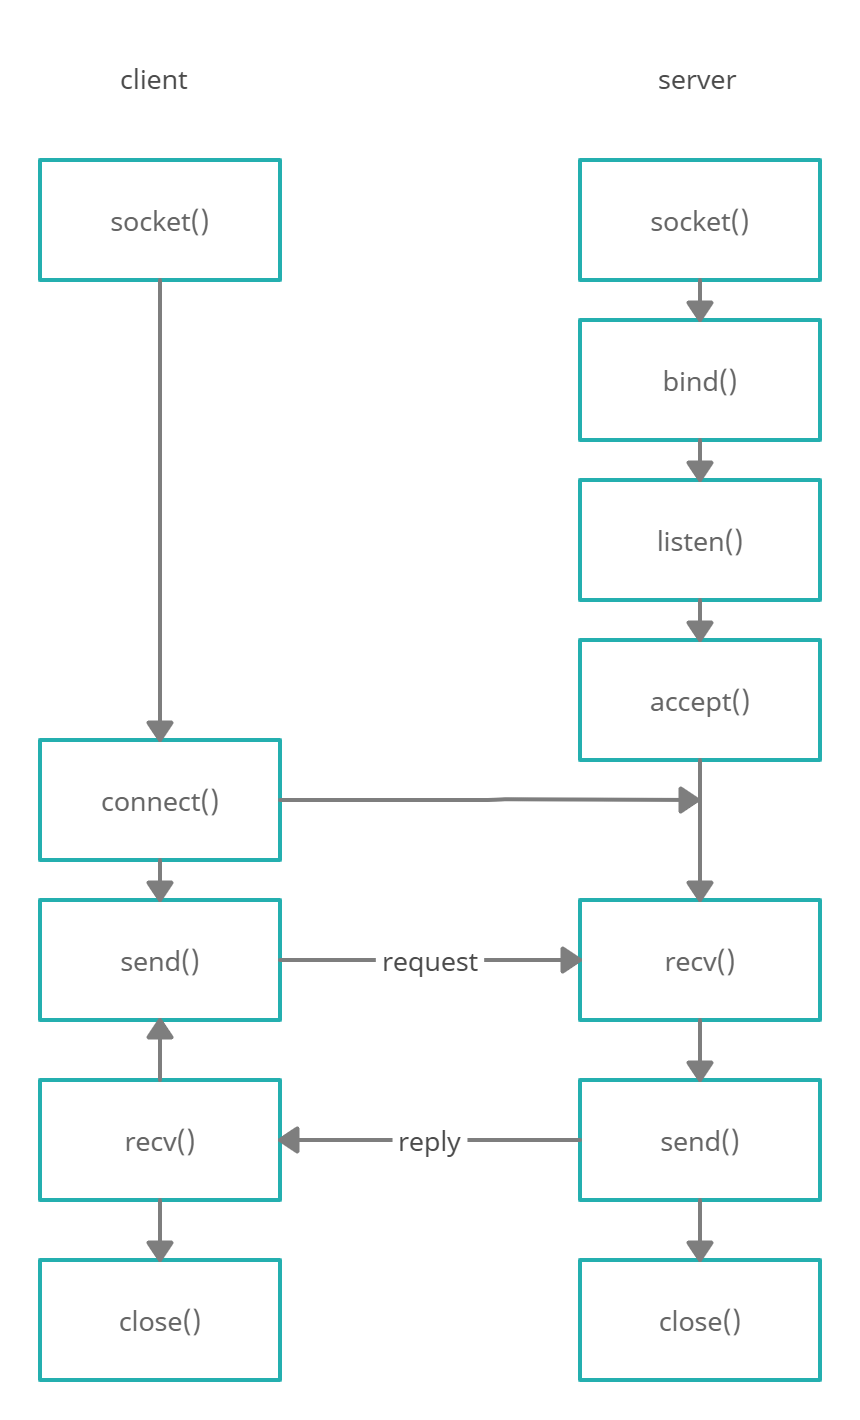 client
server
socket()
socket()
bind()
listen()
accept()
connect()
send()
request
recv()
recv()
reply
send()
close()
close()